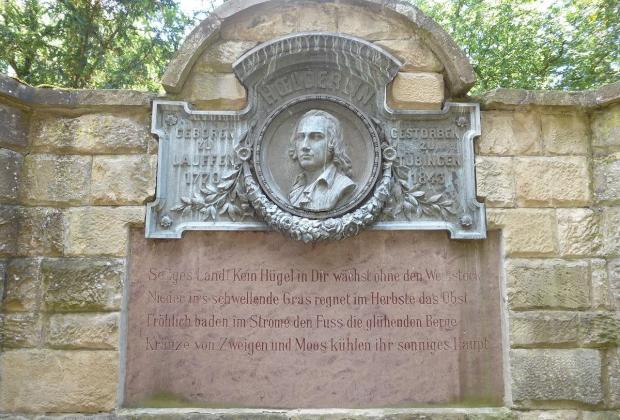 HÖLDERLIN
GEBOREN
ZU
LAUFFEN
1770
GESTORBEN
ZU
TÜBINGEN
1843
Seliges Land! Kein Hügel in Dir wächst ohne den Weinstock
Nieder in's schwellende Gras regnet im Herbste das Obst
Fröhlich baden im Strome den Fuss die glühenden Berge
Kränze von Zweigen und Moos kühlen ihr sonniges Haupt